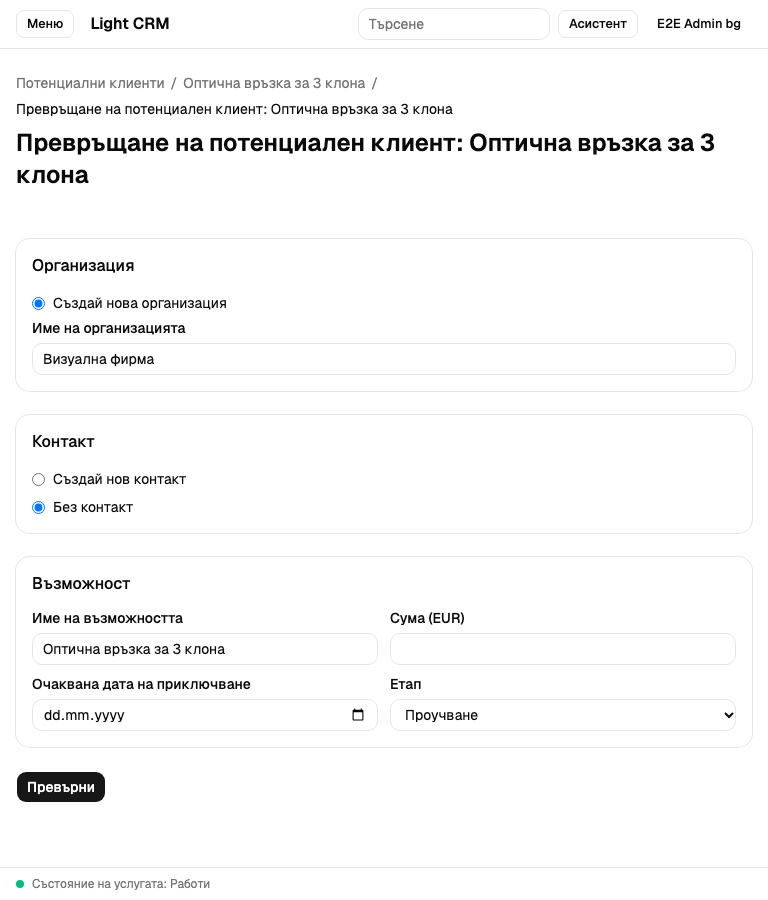 Меню
Light CRM
Търсене
Асистент
E2E Admin bg
Потенциални клиенти / Оптична връзка за 3 клона /
Превръщане на потенциален клиент: Оптична връзка за 3 клона
Превръщане на потенциален клиент: Оптична връзка за 3
клона
Организация
Създай нова организация
Име на организацията
Визуална фирма
Контакт
Създай нов контакт
Без контакт
Възможност
Име на възможността
Сума (EUR)
Оптична връзка за 3 клона
Очаквана дата на приключване
Етап
dd.mm.yyyy
Проучване
Превърни
Състояние на услугата: Работи